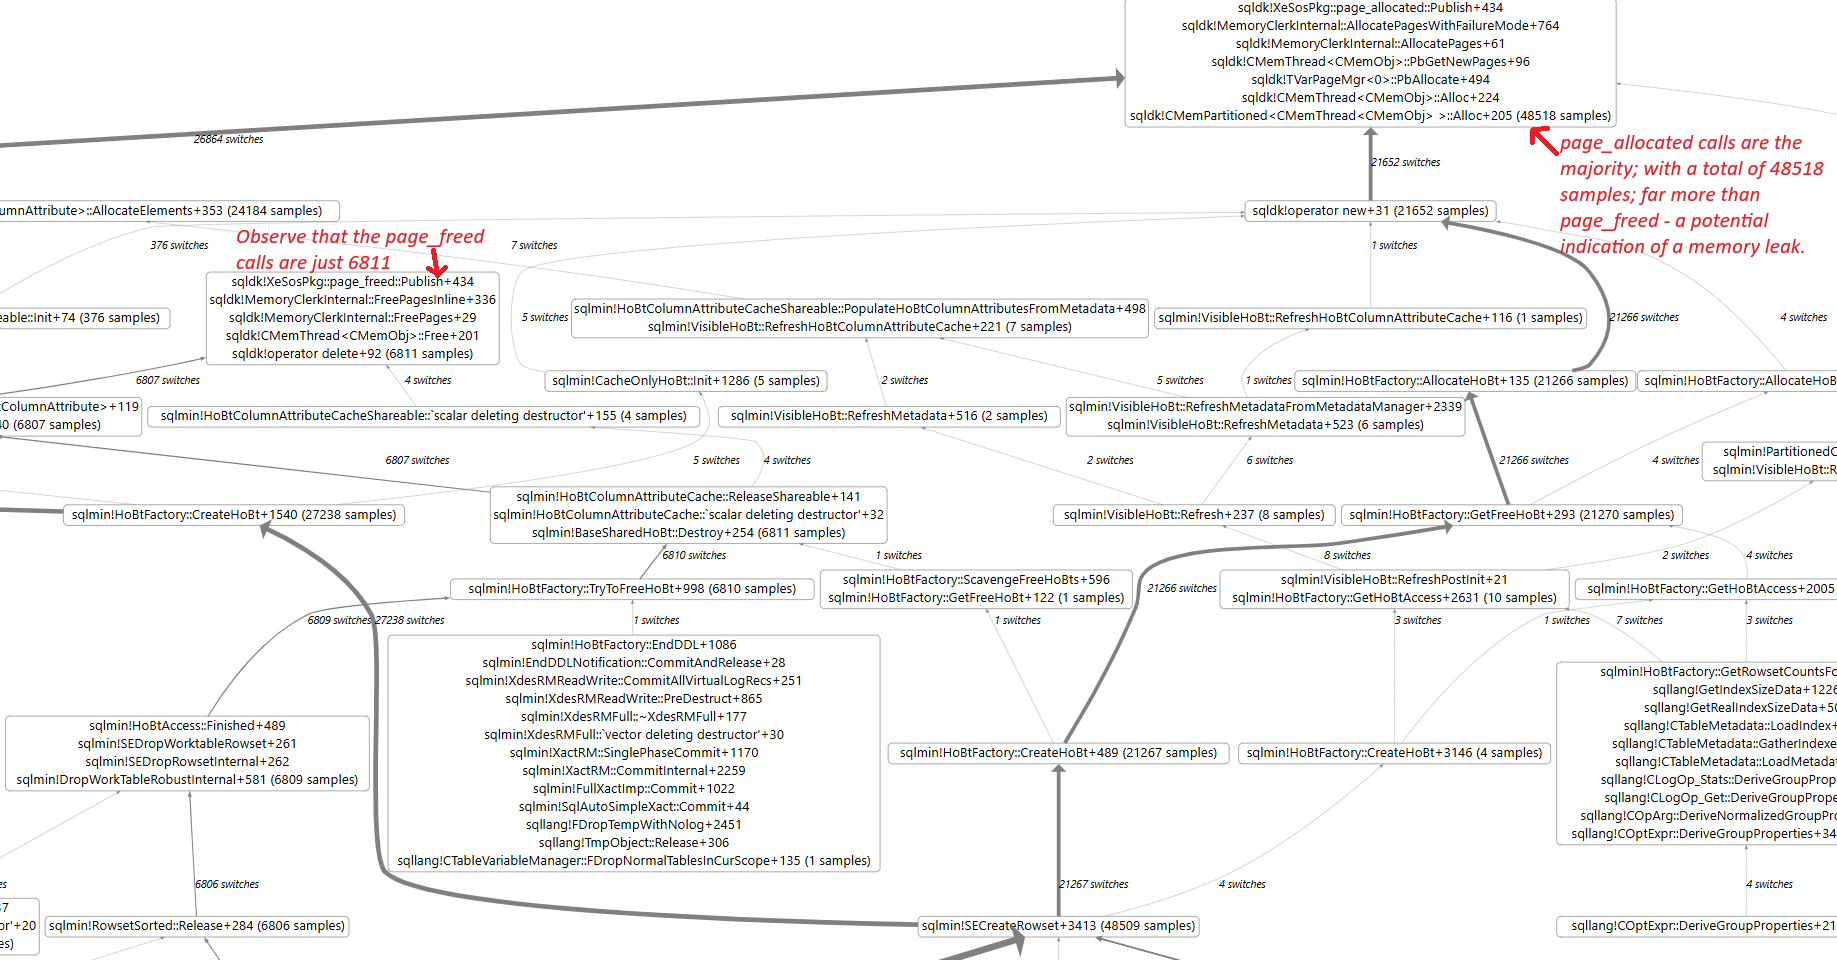 sqldk!XeSosPkg::page_allocated::Publish+434
sqldk!MemoryClerkInternal::AllocatePagesWithFailureMode+764
sqldk!MemoryClerkInternal::AllocatePages+61
sqldk!CMemThread<CMemObj>::PbGetNewPages+96
sqldk!TVarPageMgr<0>::PbAllocate+494
sqldk!CMemThread<CMemObj>::Alloc+224
sqldk!CMemPartitioned<CMemThread<CMemObj> >::Alloc+205 (48518 samples)
26864 switches
page_allocated calls are the
majority; with a total of 48518
samples; far more than
page_freed - a potential
indication of a memory leak.
21652 switches
umnAttribute>::AllocateElements+353 (24184 samples)
sqldk!operator new+31 (21652 samples)
376 switches
Observe that the page_freed
calls are just 6811
7 switches
1 switches
sqldk!XeSosPkg::page_freed::Publish+434
sqldk!MemoryClerkInternal::FreePagesInline+336
sqldk!MemoryClerkInternal::FreePages+29
sqldk!CMemThread<CMemObj>::Free+201
sqldk!operator delete+92 (6811 samples)
eable::Init+74 (376 samples)
5 switches
sqlmin!HoBtColumnAttributeCacheShareable::PopulateHoBtColumnAttributesFromMetadata+498
sqlmin!VisibleHoBt::RefreshHoBtColumnAttributeCache+221 (7 samples)
sqlmin!VisibleHoBt::RefreshHoBtColumnAttributeCache+116 (1 samples)
21266 switches
4 switches
6807 switches
4 switches
sqlmin!CacheOnlyHoBt::Init+1286 (5 samples)
2 switches
5 switches
1 switches
sqlmin!HoBtFactory::AllocateHoBt+135 (21266 samples)
sqlmin!HoBtFactory::AllocateHoB
ColumnAttribute>+119
40 (6807 samples)
sqlmin!HoBtColumnAttributeCacheShareable::`scalar deleting destructor'+155 (4 samples)
sqlmin!VisibleHoBt::RefreshMetadata+516 (2 samples)
sqlmin!VisibleHoBt::RefreshMetadataFromMetadataManager+2339
sqlmin!VisibleHoBt::RefreshMetadata+523 (6 samples)
6807 switches
5 switches
4 switches
2 switches
6 switches
21266 switches
4 switches
sqlmin!PartitionedC
sqlmin!VisibleHoBt::R
sqlmin!HoBtFactory::CreateHoBt+1540 (27238 samples)
sqlmin!HoBtColumnAttributeCache::ReleaseShareable+141
sqlmin!HoBtColumnAttributeCache::`scalar deleting destructor'+32
sqlmin!BaseSharedHoBt::Destroy+254 (6811 samples)
sqlmin!VisibleHoBt::Refresh+237 (8 samples)
sqlmin!HoBtFactory::GetFreeHoBt+293 (21270 samples)
6810 switches
1 switches
8 switches
2 switches
4 switches
sqlmin!HoBtFactory::TryToFreeHoBt+998 (6810 samples)
sqlmin!HoBtFactory::ScavengeFreeHoBts+596
sqlmin!HoBtFactory::GetFreeHoBt+122 (1 samples)
21266 switches
sqlmin!VisibleHoBt::RefreshPostInit+21
sqlmin!HoBtFactory::GetHoBtAccess+2631 (10 samples)
sqlmin!HoBtFactory::GetHoBtAccess+2005
6809 switches
27238 switches
1 switches
1 switches
3 switches
1 switches
7 switches
3 switches
sqlmin!HoBtFactory::EndDDL+1086
sqlmin!EndDDLNotification::CommitAndRelease+28
sqlmin!XdesRMReadWrite::CommitAllVirtualLogRecs+251
sqlmin!XdesRMReadWrite::PreDestruct+865
sqlmin!XdesRMFull::~XdesRMFull+177
sqlmin!XdesRMFull::`vector deleting destructor'+30
sqlmin!XactRM::SinglePhaseCommit+1170
sqlmin!XactRM::CommitInternal+2259
sqlmin!FullXactImp::Commit+1022
sqlmin!SqlAutoSimpleXact::Commit+44
sqllang!FDropTempWithNolog+2451
sqllang!TmpObject::Release+306
sqllang!CTableVariableManager::FDropNormalTablesInCurScope+135 (1 samples)
sqlmin!HoBtFactory::GetRowsetCountsFo
sqllang!GetIndexSizeData+1226
sqllang!GetRealIndexSizeData+50
sqllang!CTableMetadata::LoadIndex+
sqllang!CTableMetadata::GatherIndexe
sqllang!CTableMetadata::LoadMetadat
sqllang!CLogOp_Stats::DeriveGroupProp
sqllang!CLogOp_Get::DeriveGroupPrope
sqllang!COpArg::DeriveNormalizedGroupPro
sqllang!COptExpr::DeriveGroupProperties+34
sqlmin!HoBtAccess::Finished+489
sqlmin!SEDropWorktableRowset+261
sqlmin!SEDropRowsetInternal+262
sqlmin!DropWorkTableRobustInternal+581 (6809 samples)
sqlmin!HoBtFactory::CreateHoBt+489 (21267 samples)
sqlmin!HoBtFactory::CreateHoBt+3146 (4 samples)
es
6806 switches
21267 switches
4 switches
4 switches
37
or'+20
es)
sqlmin!RowsetSorted::Release+284 (6806 samples)
sqlmin!SECreateRowset+3413 (48509 samples)
sqllang!COptExpr::DeriveGroupProperties+21